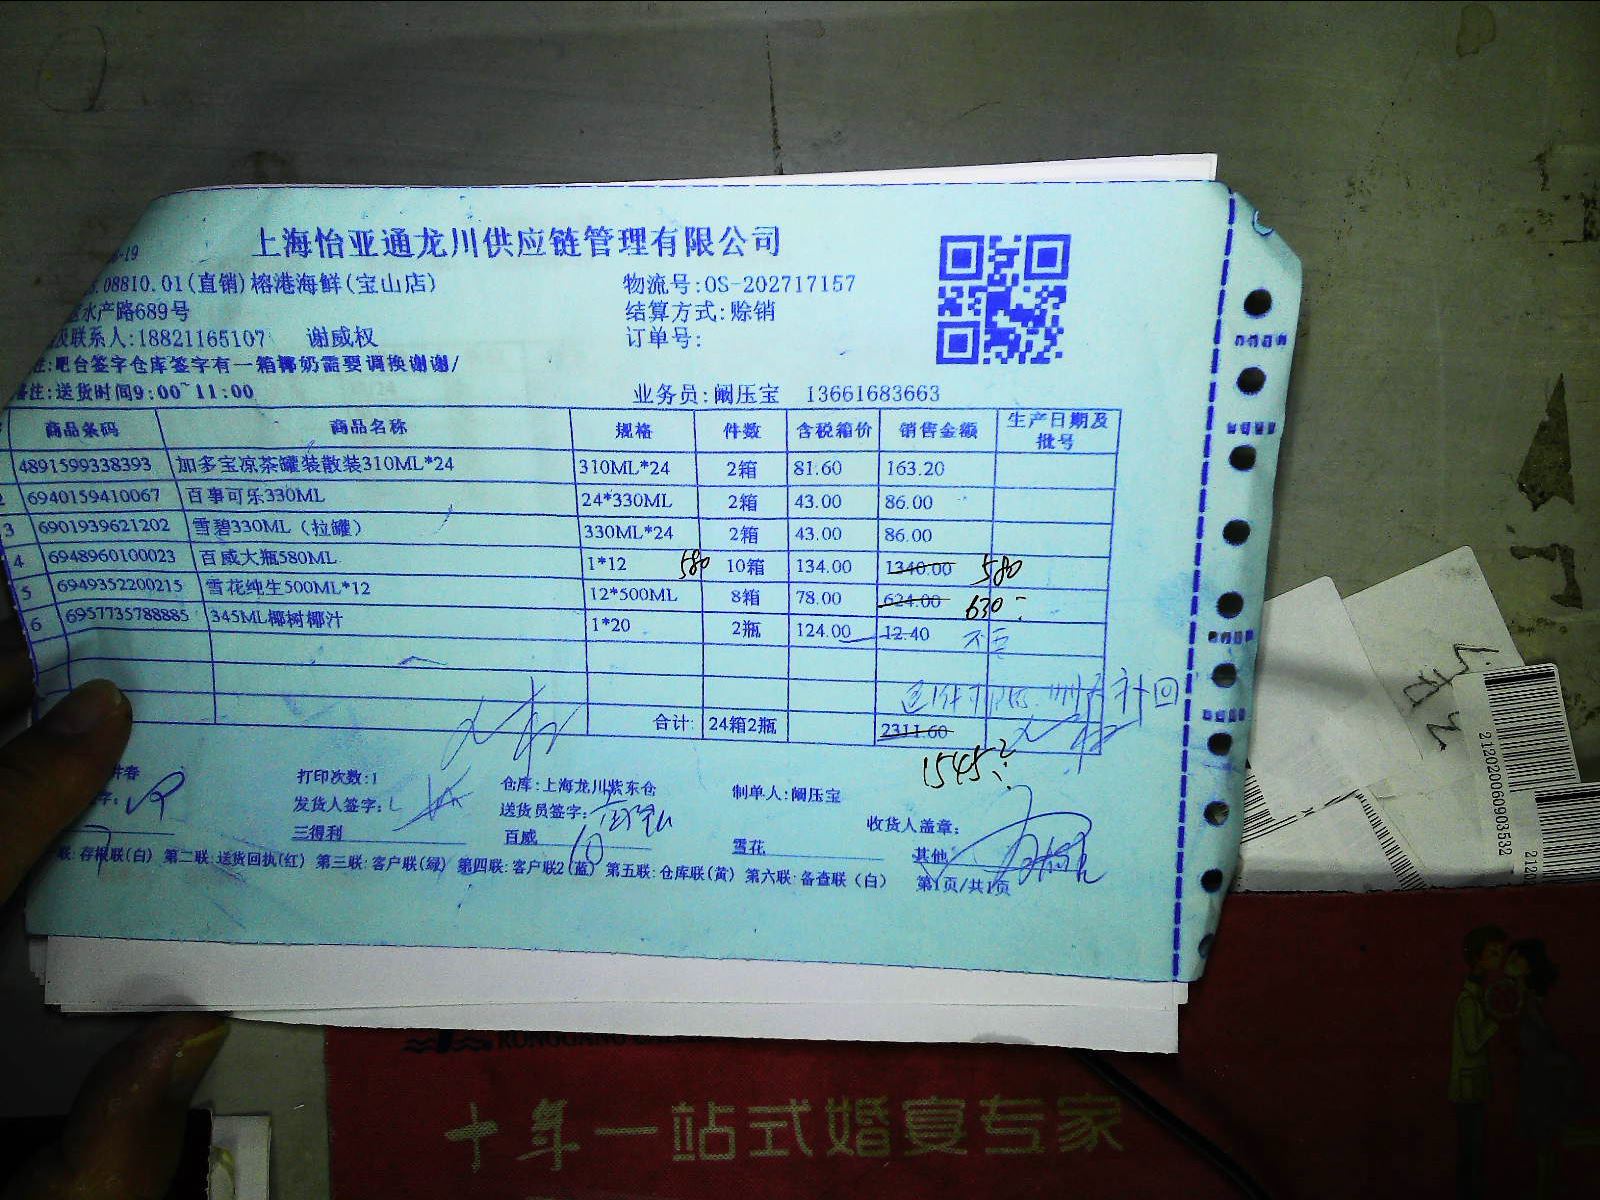 上海怡亚通龙川供应链管理有限公司
-19
08810.01(直销)榕港海鲜(宝山店) 物流号:OS-202717157
水产路689号 结算方式:赊销
及联系人:18821165107 谢威权 订单号:
注:吧台签字仓库签字有一箱椰奶需要调换谢谢/
备注:送货时间9:00~11:00 业务员:阚压宝 13661683663
商品条码 商品名称 规格 件数 含税箱价 销售金额 生产日期及批号
4891599338393 加多宝凉茶罐装散装310ML*24 310ML*24 2箱 81.60 163.20
2 6940159410067 百事可乐330ML 24*330ML 2箱 43.00 86.00
3 6901939621202 雪碧330ML（拉罐） 330ML*24 2箱 43.00 86.00
4 6948960100023 百威大瓶580ML 1*12 580 10箱 134.00 1340.00 580
5 6949352200215 雪花纯生500ML*12 12*500ML 8箱 78.00 624.00 630
6 6957735788885 345ML椰树椰汁 1*20 2瓶 124.00 12.40 不要
补回
合计: 24箱2瓶 2311.60
1545
打印次数:1 仓库:上海龙川紫东仓 制单人:阚压宝
字: 发货人签字: 送货员签字: 收货人盖章:
三得利 百威 10 雪花 其他
联:存根联(白) 第二联:送货回执(红) 第三联:客户联(绿) 第四联:客户联2(蓝) 第五联:仓库联(黄) 第六联:备查联（白） 第1页/共1页
2120200609003532
2120
十年一站式婚宴专家